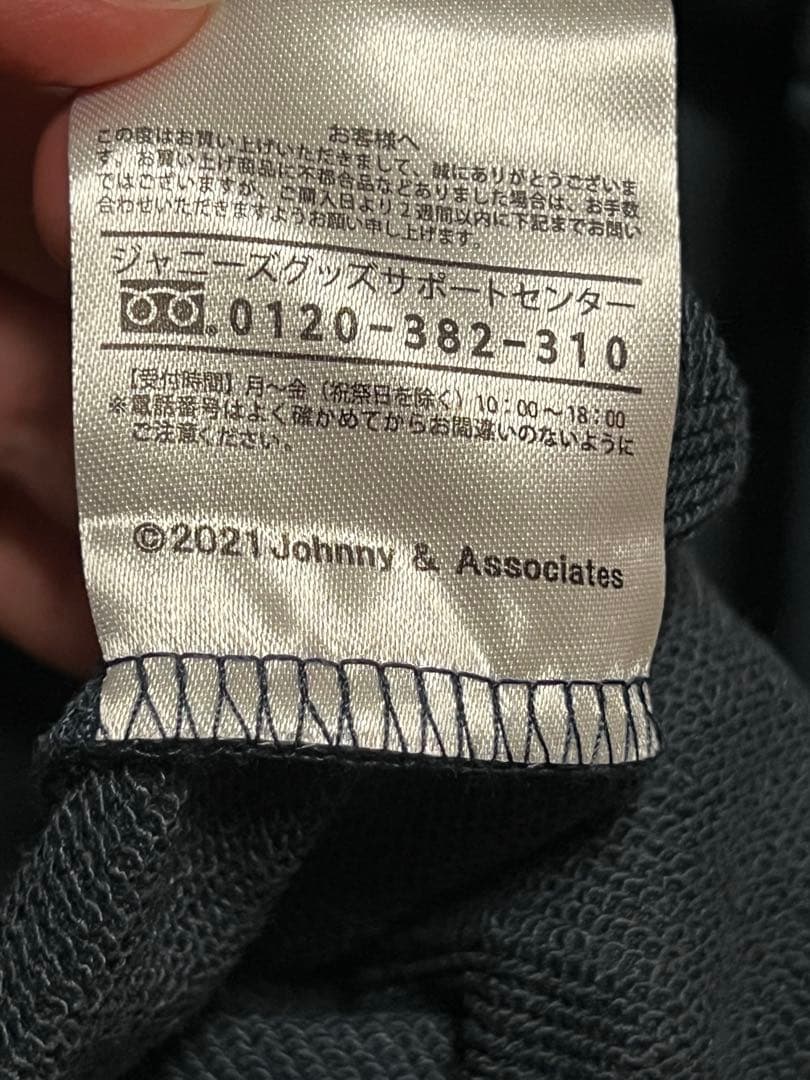 お客様へ
この度はお買い上げいただきまして、誠にありがとうございま
す。お買い上げ商品に不都合品などありました場合は、お手数
ではございますが、ご購入日より2週間以内に下記までお問い
合わせいただきますようお願い申し上げます。
ジャニーズグッズサポートセンター
0120-382-310
【受付時間】月〜金（祝祭日を除く）10：00〜18：00
※電話番号はよく確かめてからお間違いのないように
ご注意ください。
©2021 Johnny & Associates